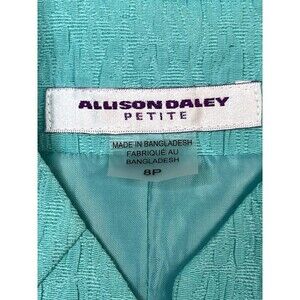 ALLISON DALEY
PETITE
MADE IN BANGLADESH
FABRIQUÉ AU
BANGLADESH
8P